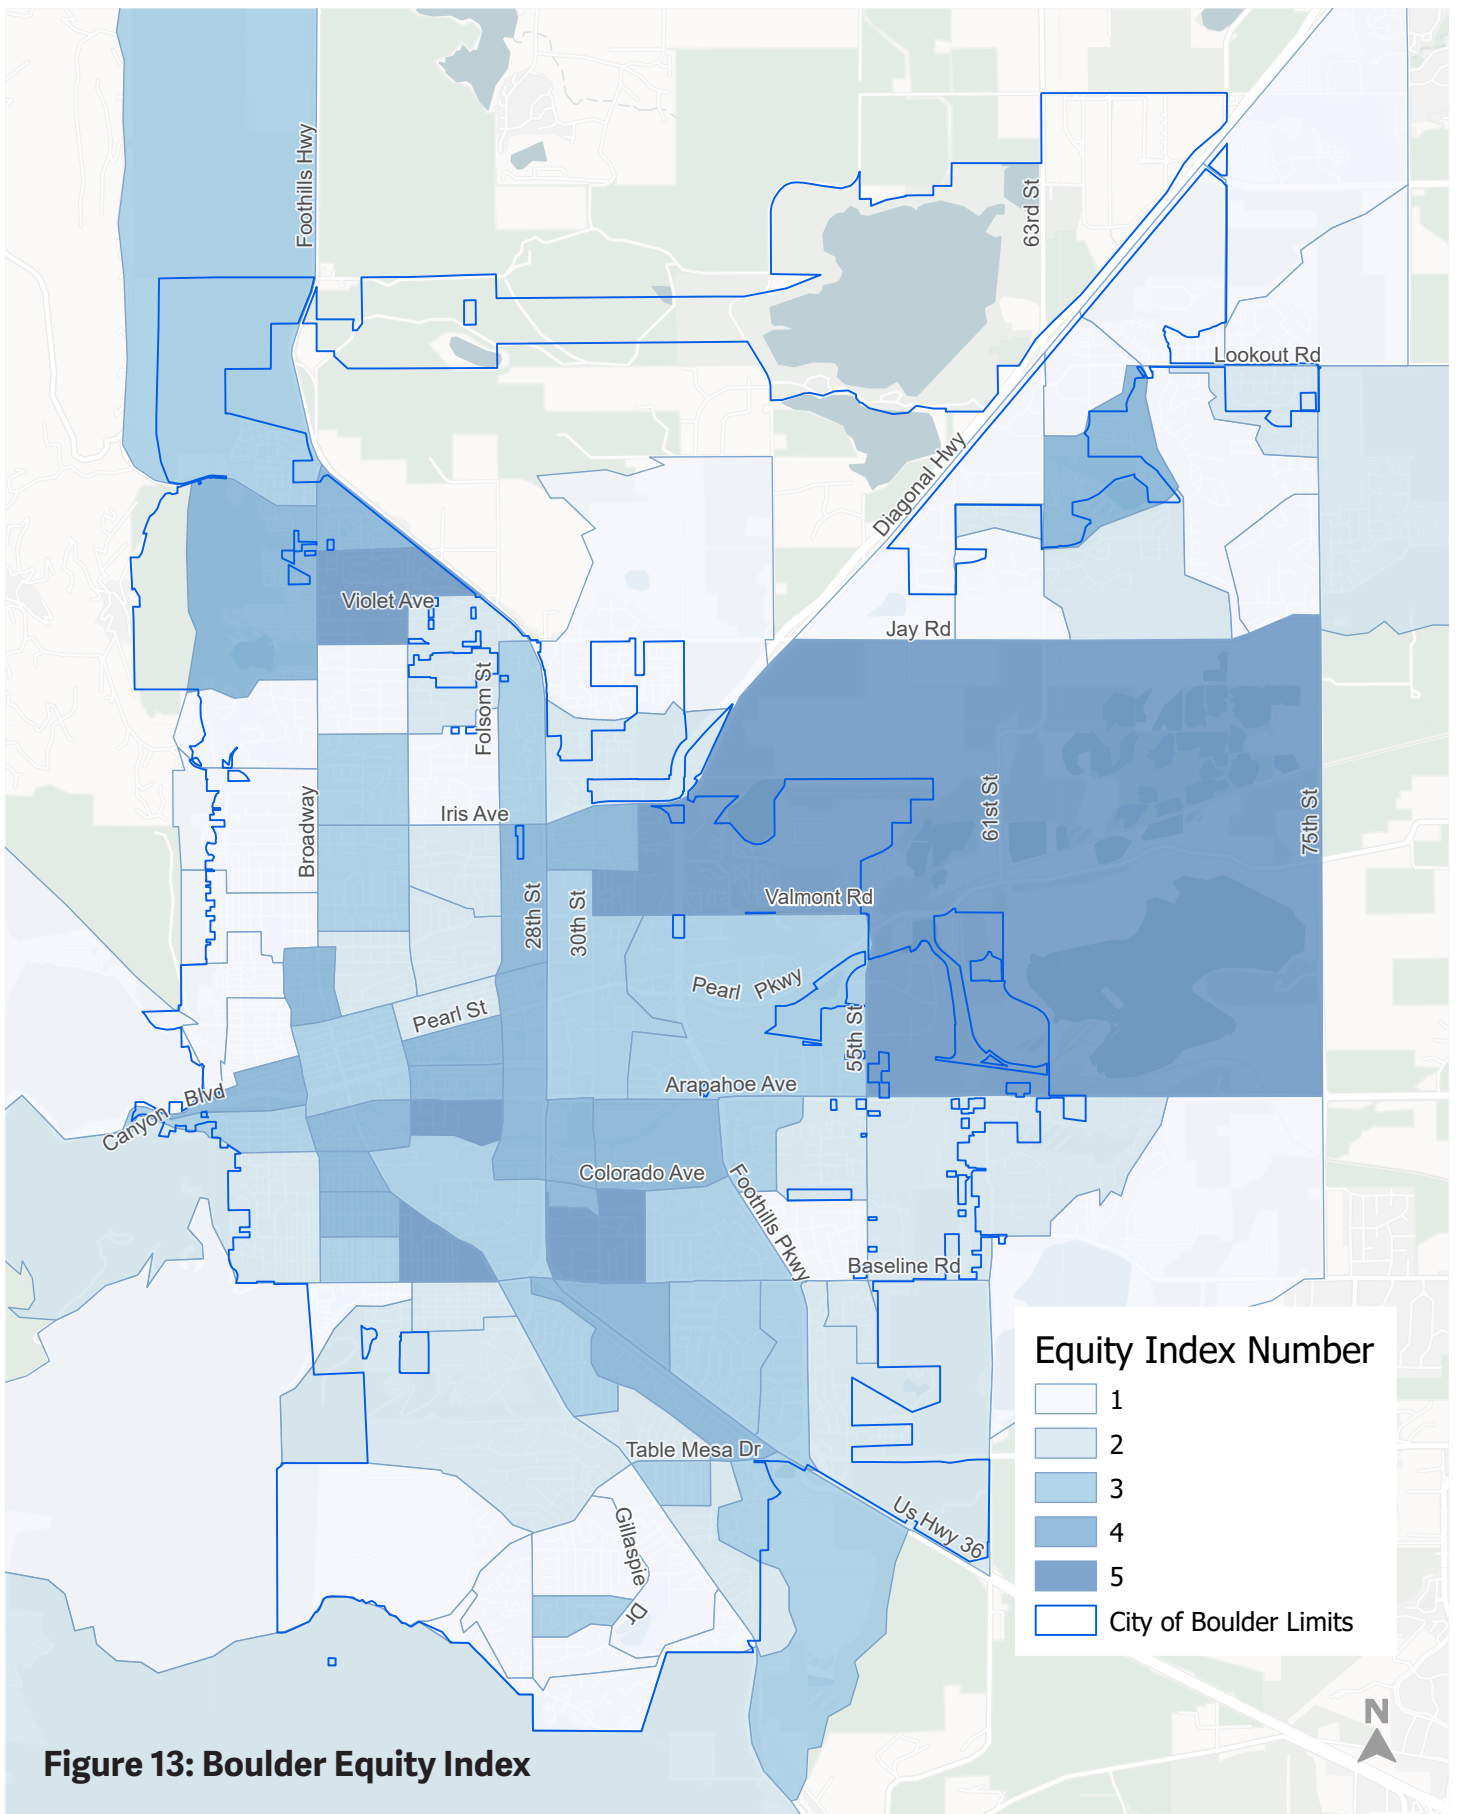 Foothills Hwy
63rd St
Lookout Rd
Diagonal Hwy
Violet Ave
Jay Rd
Folsom St
Broadway
Iris Ave
61st St
75th St
28th St
30th St
Valmont Rd
Pearl Pkwy
Pearl St
55th St
Arapahoe Ave
Canyon Blvd
Colorado Ave
Foothills Pkwy
Baseline Rd
Table Mesa Dr
Us Hwy 36
Gillaspie Dr
Equity Index Number
1
2
3
4
5
City of Boulder Limits
N
Figure 13: Boulder Equity Index